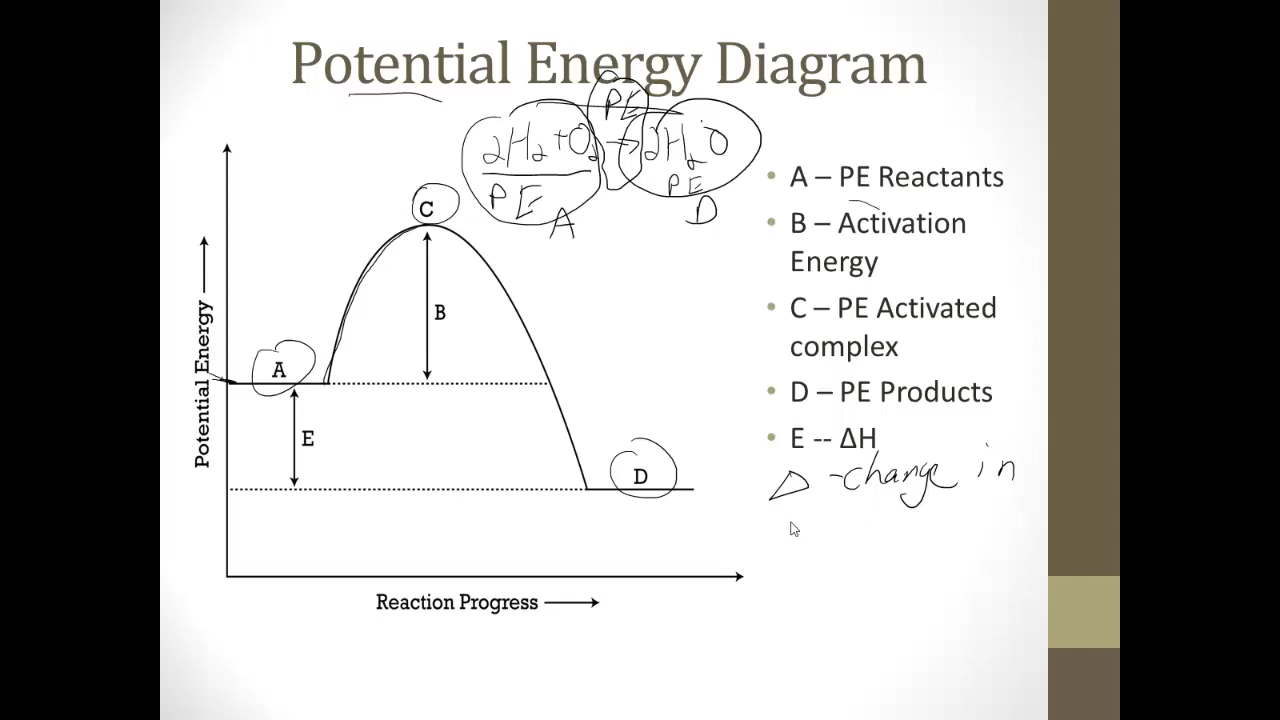 Potential Energy Diagram
PE
2H₂ + O₂ → 2H₂O
PE
PE
A
D
C
B
A
E
D
Potential Energy
Reaction Progress
• A – PE Reactants
• B – Activation
Energy
• C – PE Activated
complex
• D – PE Products
• E -- ΔH
Δ - change in